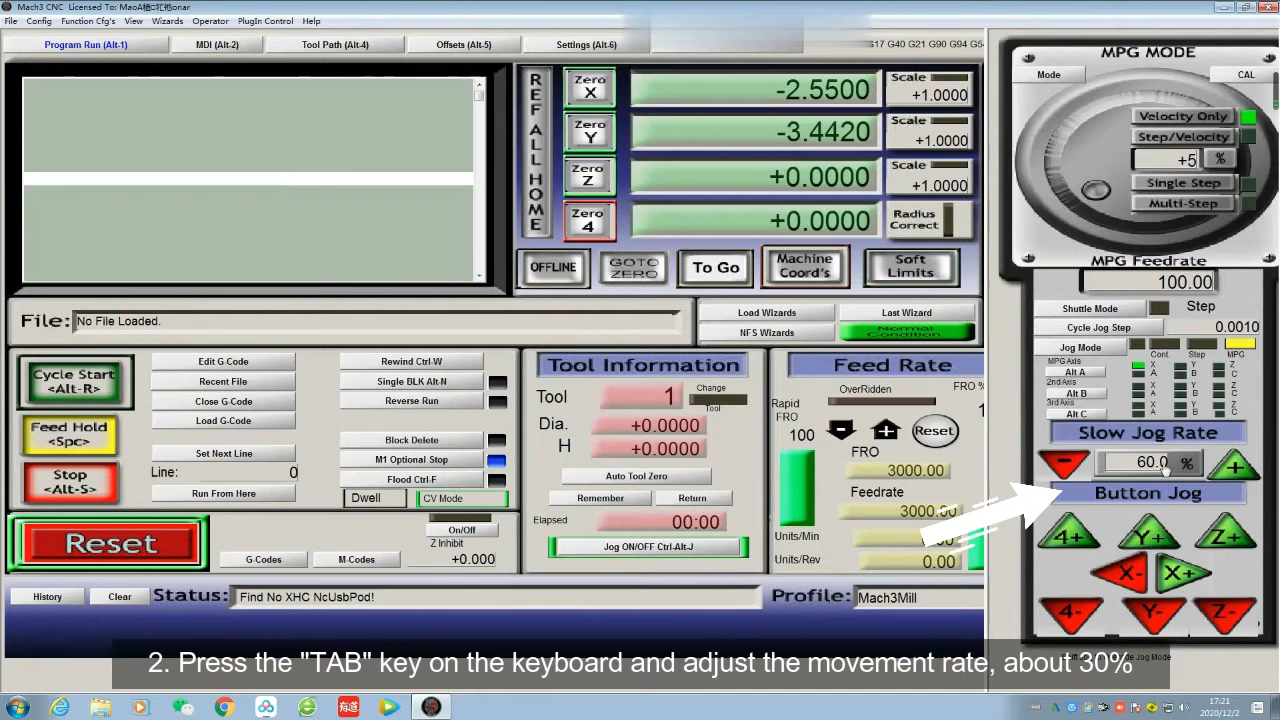 Mach3 CNC Licensed To:
File Config Function Cfg's View Wizards Operator PlugIn Control Help
Program Run (Alt-1) MDI (Alt-2) Tool Path (Alt-4) Offsets (Alt-5) Settings (Alt-6) G17 G40 G21 G90 G94
REF ALL HOME
Zero X -2.5500 Scale +1.0000
Zero Y -3.4420 Scale +1.0000
Zero Z +0.0000 Scale +1.0000
Zero 4 +0.0000 Radius Correct
OFFLINE GOTO ZERO To Go Machine Coord's Soft Limits
File: No File Loaded.
Load Wizards Last Wizard
NFS Wizards Normal Condition
Cycle Start <Alt-R>
Feed Hold <Spc>
Stop <Alt-S>
Reset
Edit G-Code
Recent File
Close G-Code
Load G-Code
Set Next Line
Line: 0
Run From Here
Rewind Ctrl-W
Single BLK Alt-N
Reverse Run
Block Delete
M1 Optional Stop
Flood Ctrl-F
Dwell CV Mode
On/Off
Z Inhibit
+0.000
G-Codes M-Codes
Tool Information
Tool 1 Change Tool
Dia. +0.0000
H +0.0000
Auto Tool Zero
Remember Return
Elapsed 00:00
Jog ON/OFF Ctrl-Alt-J
Feed Rate
OverRidden FRO %
Rapid FRO 100 Reset
FRO
3000.00
Feedrate
3000.00
Units/Min
Units/Rev 0.00
History Clear Status: Find No XHC NcUsbPod! Profile: Mach3Mill
MPG MODE
Mode CAL
Velocity Only
Step/Velocity
+5 %
Single Step
Multi-Step
MPG Feedrate
100.00
Shuttle Mode Step
Cycle Jog Step 0.0010
Jog Mode Cont. Step MPG
MPG Axis X Y Z
Alt A A B C
2nd Axis X Y Z
Alt B A B C
3rd Axis X Y Z
Alt C A B C
Slow Jog Rate
60.0 %
Button Jog
4+ Y+ Z+
X- X+
4- Y- Z-
2. Press the "TAB" key on the keyboard and adjust the movement rate, about 30%
有道
17:21
2020/12/2